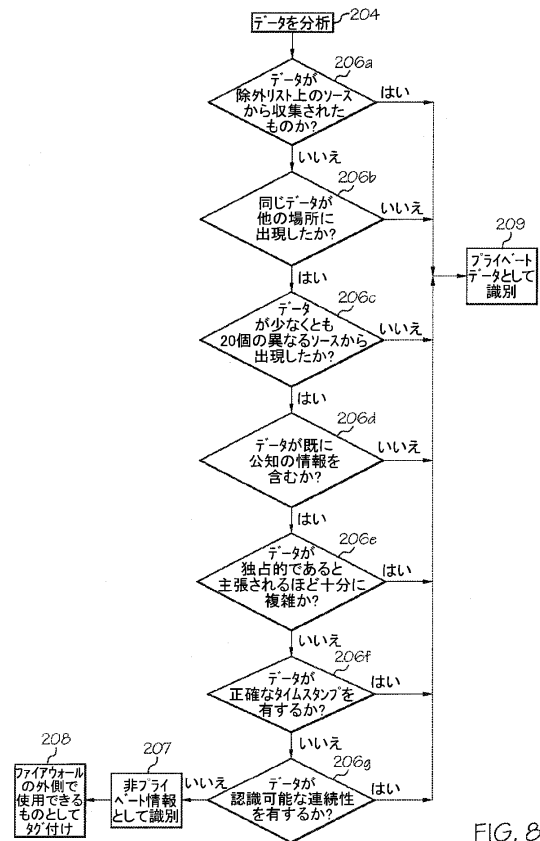 データを分析
204
206a
データが
除外リスト上のソース
から収集された
ものか?
はい
いいえ
206b
同じデータが
他の場所に
出現したか?
いいえ
はい
209
プライベート
データとして
識別
206c
データ
が少なくとも
20個の異なるソースから
出現したか?
いいえ
はい
206d
データが既に
公知の情報を
含むか?
いいえ
はい
206e
データが
独占的であると
主張されるほど十分に
複雑か?
はい
いいえ
206f
データが
正確なタイムスタンプを
有するか?
はい
いいえ
208
ファイアウォール
の外側で
使用できる
ものとして
タグ付け
207
非プライ
ベート情報
として識別
いいえ
206g
データが
認識可能な連続性
を有するか?
はい
FIG. 8